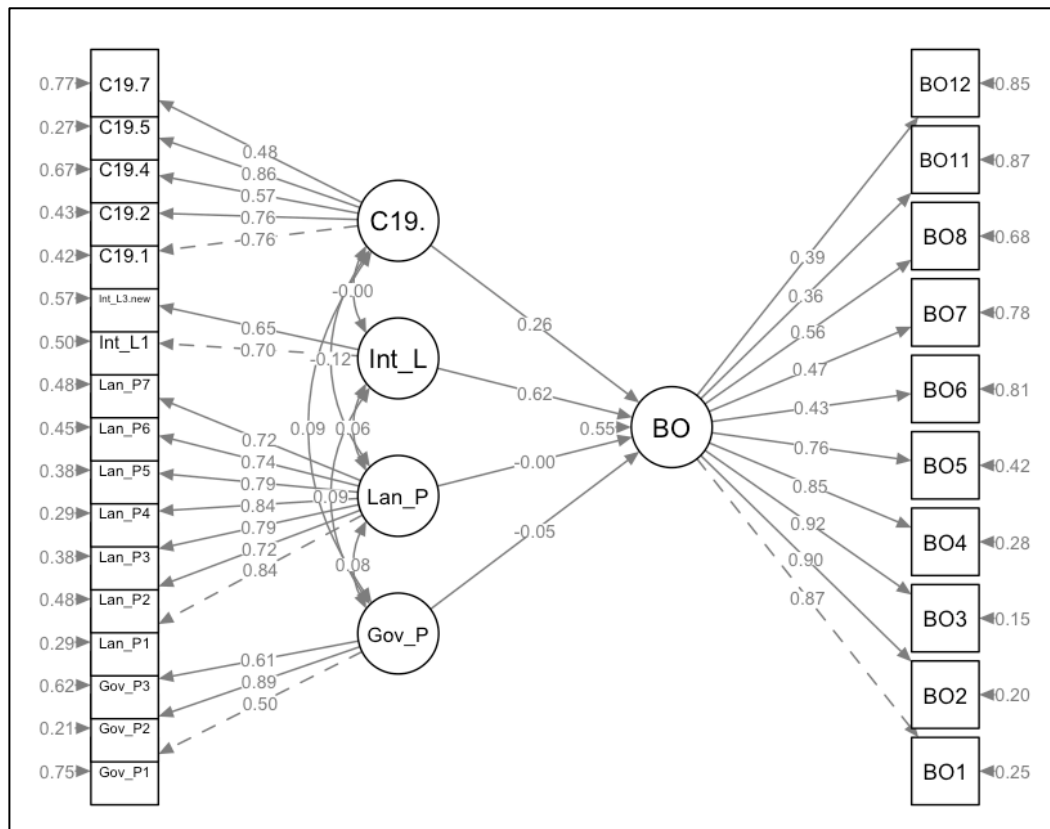 0.77 C19.7
0.27 C19.5
0.67 C19.4
0.43 C19.2
0.42 C19.1
0.57 Int_L3.new
0.50 Int_L1
0.48 Lan_P7
0.45 Lan_P6
0.38 Lan_P5
0.29 Lan_P4
0.38 Lan_P3
0.48 Lan_P2
0.29 Lan_P1
0.62 Gov_P3
0.21 Gov_P2
0.75 Gov_P1
0.48
0.86
0.57
0.76
0.76
0.65
0.70
0.72
0.74
0.79
0.84
0.79
0.72
0.84
0.61
0.89
0.50
C19.
Int_L
Lan_P
Gov_P
-0.00
-0.12
0.09
0.06
0.09
0.08
0.26
0.62
-0.00
-0.05
0.55
BO
0.39
0.36
0.56
0.47
0.43
0.76
0.85
0.92
0.90
0.87
BO12 0.85
BO11 0.87
BO8 0.68
BO7 0.78
BO6 0.81
BO5 0.42
BO4 0.28
BO3 0.15
BO2 0.20
BO1 0.25